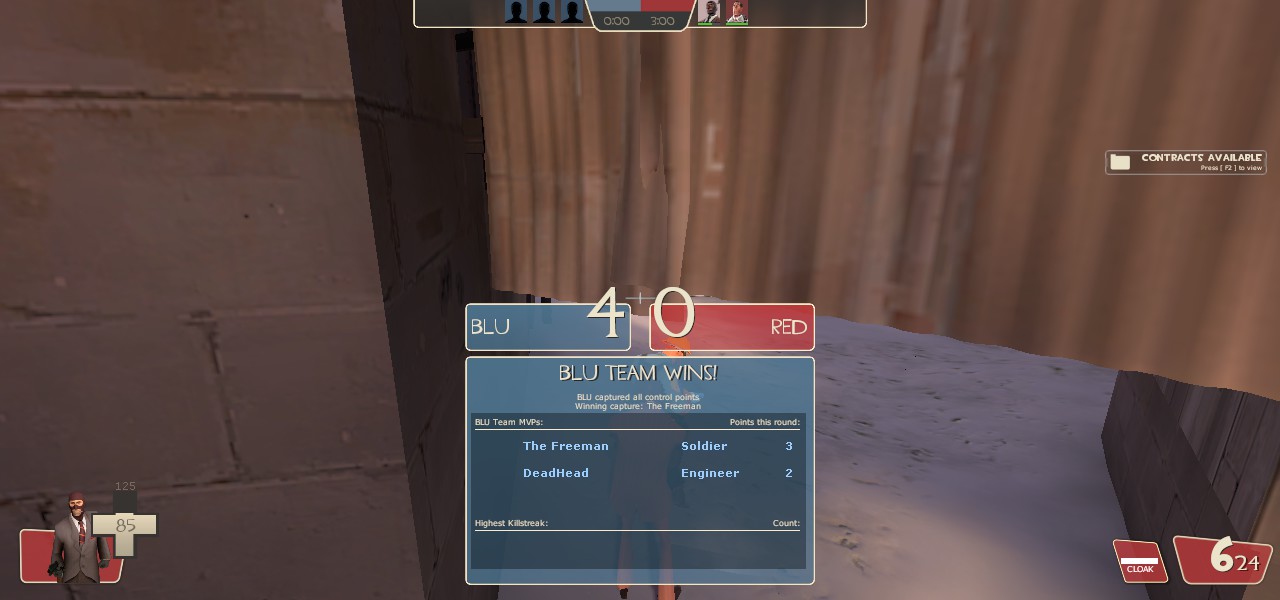 0:00 3:00
CONTRACTS AVAILABLE
Press [ F2 ] to view
BLU 4 0 RED
BLU TEAM WINS!
BLU captured all control points
Winning capture: The Freeman
BLU Team MVPs: Points this round:
The Freeman Soldier 3
DeadHead Engineer 2
Highest Killstreak: Count:
125
85
CLOAK
6 24